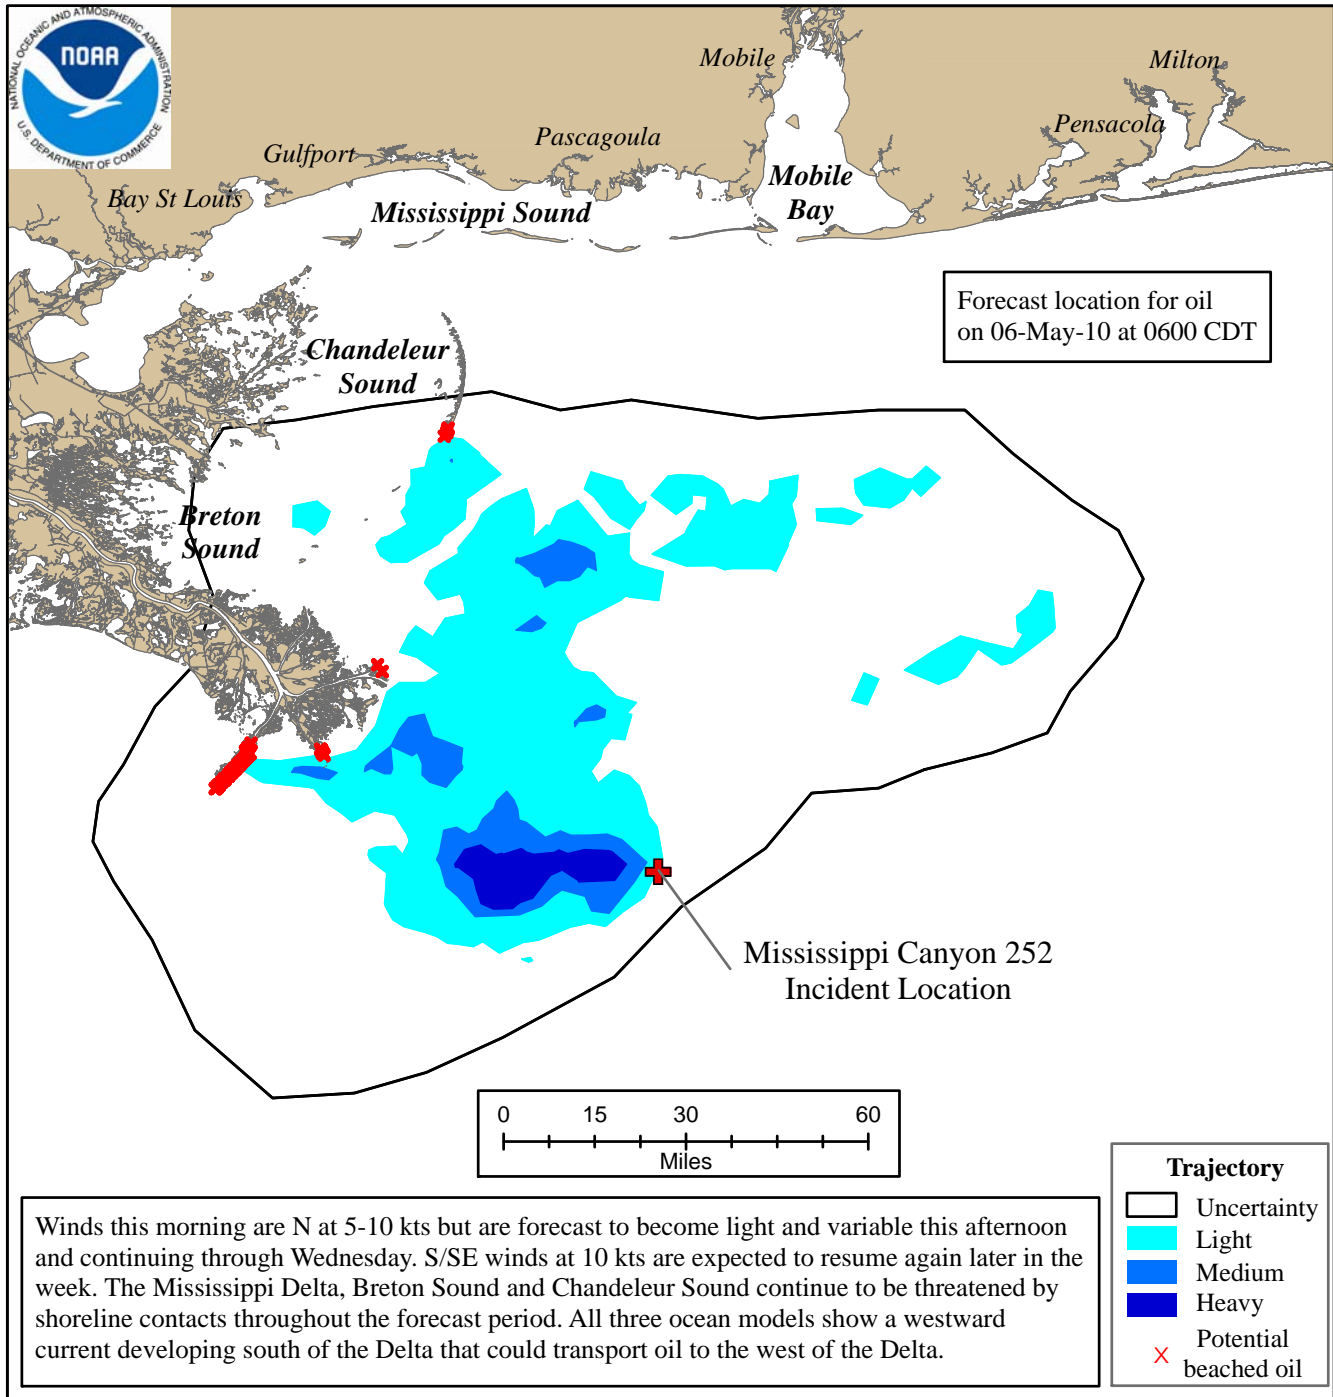 NATIONAL OCEANIC AND ATMOSPHERIC ADMINISTRATION
NOAA
U.S. DEPARTMENT OF COMMERCE
Mobile
Milton
Pensacola
Pascagoula
Gulfport
Bay St Louis
Mobile
Bay
Mississippi Sound
Forecast location for oil
on 06-May-10 at 0600 CDT
Chandeleur
Sound
Breton
Sound
Mississippi Canyon 252
Incident Location
0 15 30 60
Miles
Trajectory
Uncertainty
Light
Medium
Heavy
X Potential
beached oil
Winds this morning are N at 5-10 kts but are forecast to become light and variable this afternoon
and continuing through Wednesday. S/SE winds at 10 kts are expected to resume again later in the
week. The Mississippi Delta, Breton Sound and Chandeleur Sound continue to be threatened by
shoreline contacts throughout the forecast period. All three ocean models show a westward
current developing south of the Delta that could transport oil to the west of the Delta.